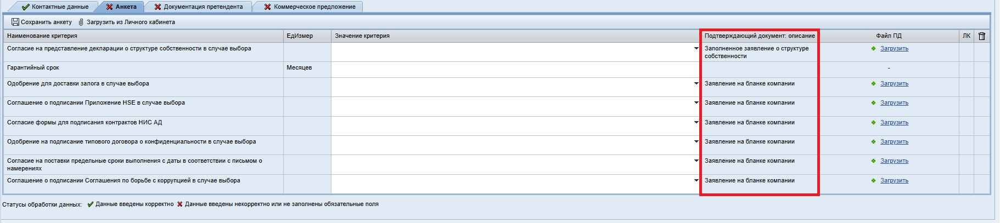 Контактные данные
Анкета
Документация претендента
Коммерческое предложение
Сохранить анкету
Загрузить из Личного кабинета
Наименование критерия
ЕдИзмер
Значение критерия
Подтверждающий документ: описание
Файл ПД
ЛК
Согласие на представление декларации о структуре собственности в случае выбора
Заполненное заявление о структуре
собственности
Загрузить
Гарантийный срок
Месяцев
-
Одобрение для доставки залога в случае выбора
Заявление на бланке компании
Загрузить
Соглашение о подписании Приложение HSE в случае выбора
Заявление на бланке компании
Загрузить
Согласие формы для подписания контрактов НИС АД
Заявление на бланке компании
Загрузить
Одобрение на подписание типового договора о конфиденциальности в случае выбора
Заявление на бланке компании
Загрузить
Согласие на поставки предельные сроки выполнения с даты в соответствии с письмом о
намерениях
Заявление на бланке компании
Загрузить
Соглашение о подписании Соглашения по борьбе с коррупцией в случае выбора
Заявление на бланке компании
Загрузить
Статусы обработки данных: Данные введены корректно Данные введены некорректно или не заполнены обязательные поля